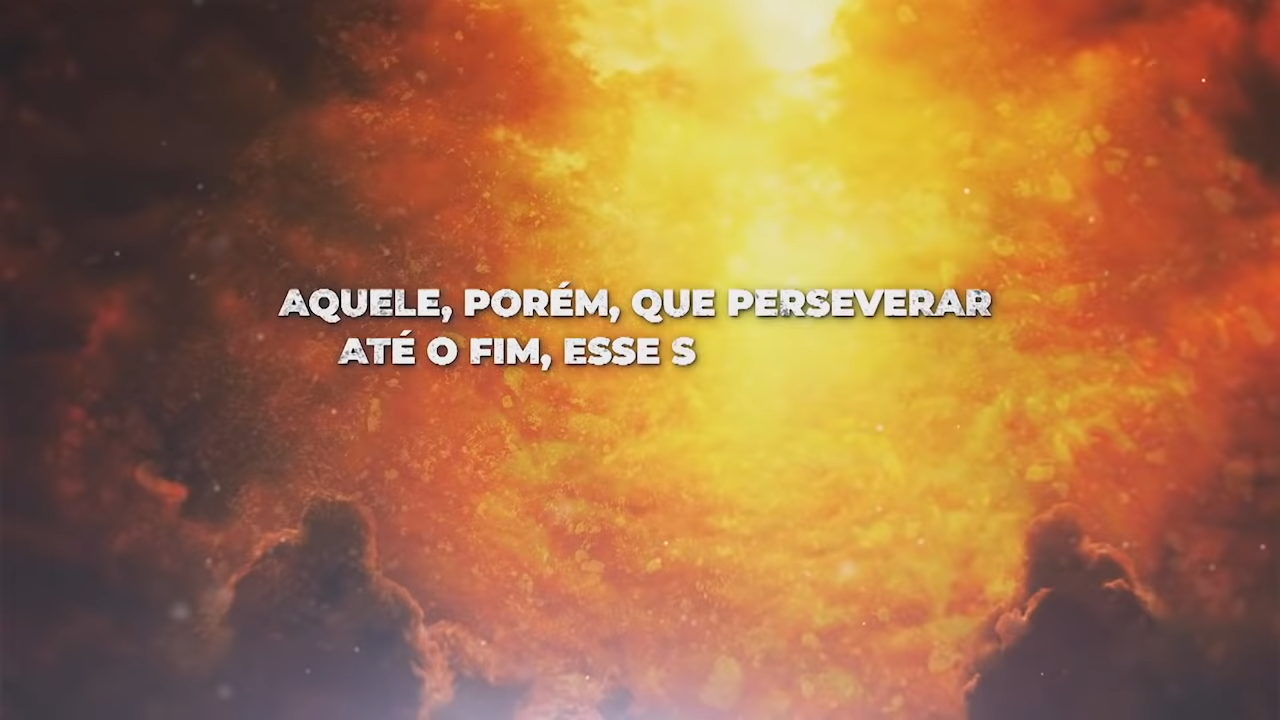 AQUELE, PORÉM, QUE PERSEVERAR
ATÉ O FIM, ESSE S